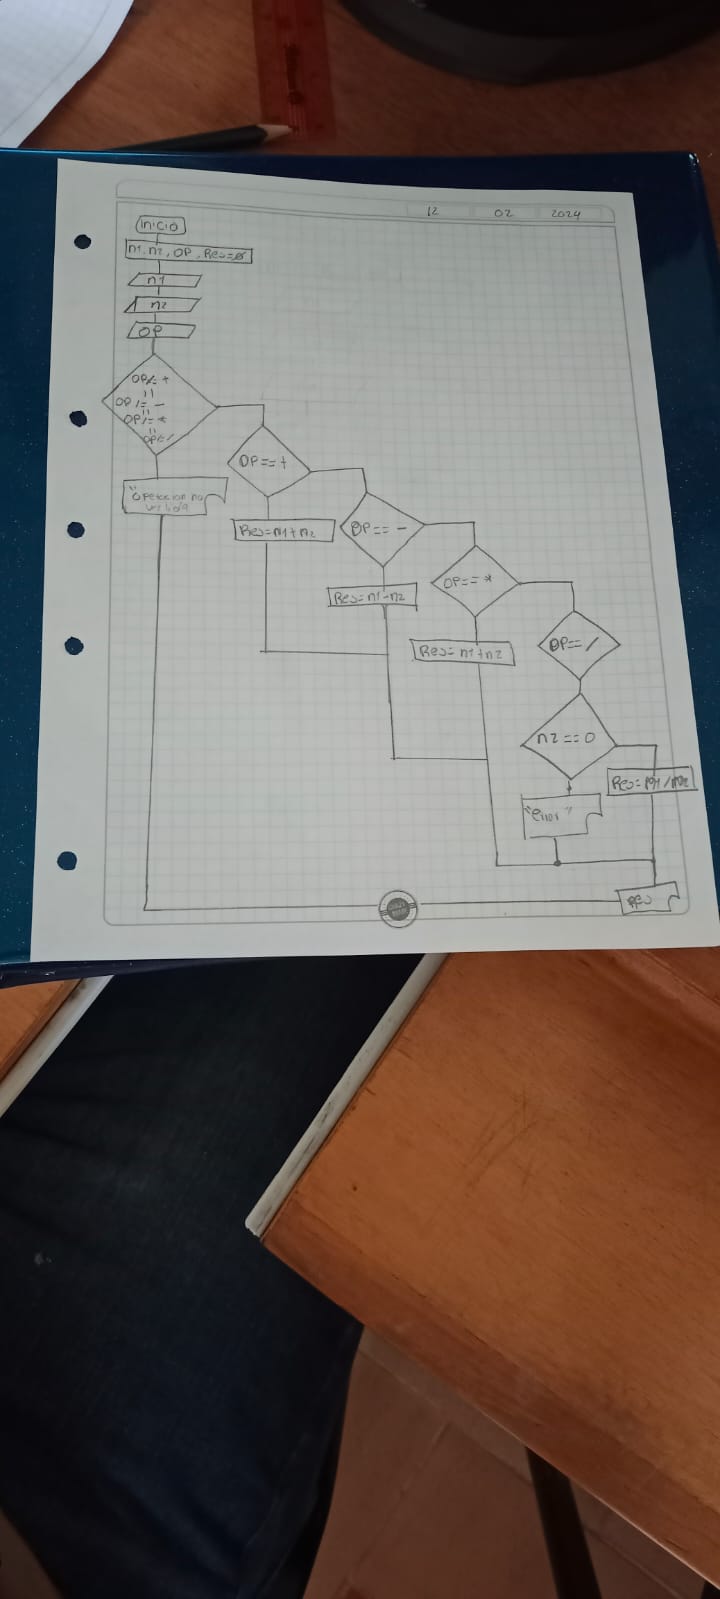 12 02 2024
Inicio
n1, n2, OP, Res=0
n1
n2
OP
OP != +
||
OP != -
||
OP != *
||
OP != /
"Operacion no
OP == +
Res = n1 + n2
OP == -
Res = n1 - n2
OP == *
Res = n1 + n2
OP == /
n2 == 0
"Error"
Res = n1 / n2
Res